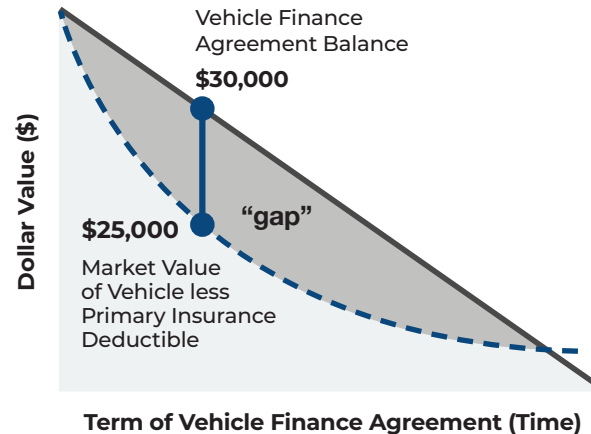 Vehicle Finance
Agreement Balance
$30,000
Dollar Value ($)
“gap”
$25,000
Market Value
of Vehicle less
Primary Insurance
Deductible
Term of Vehicle Finance Agreement (Time)